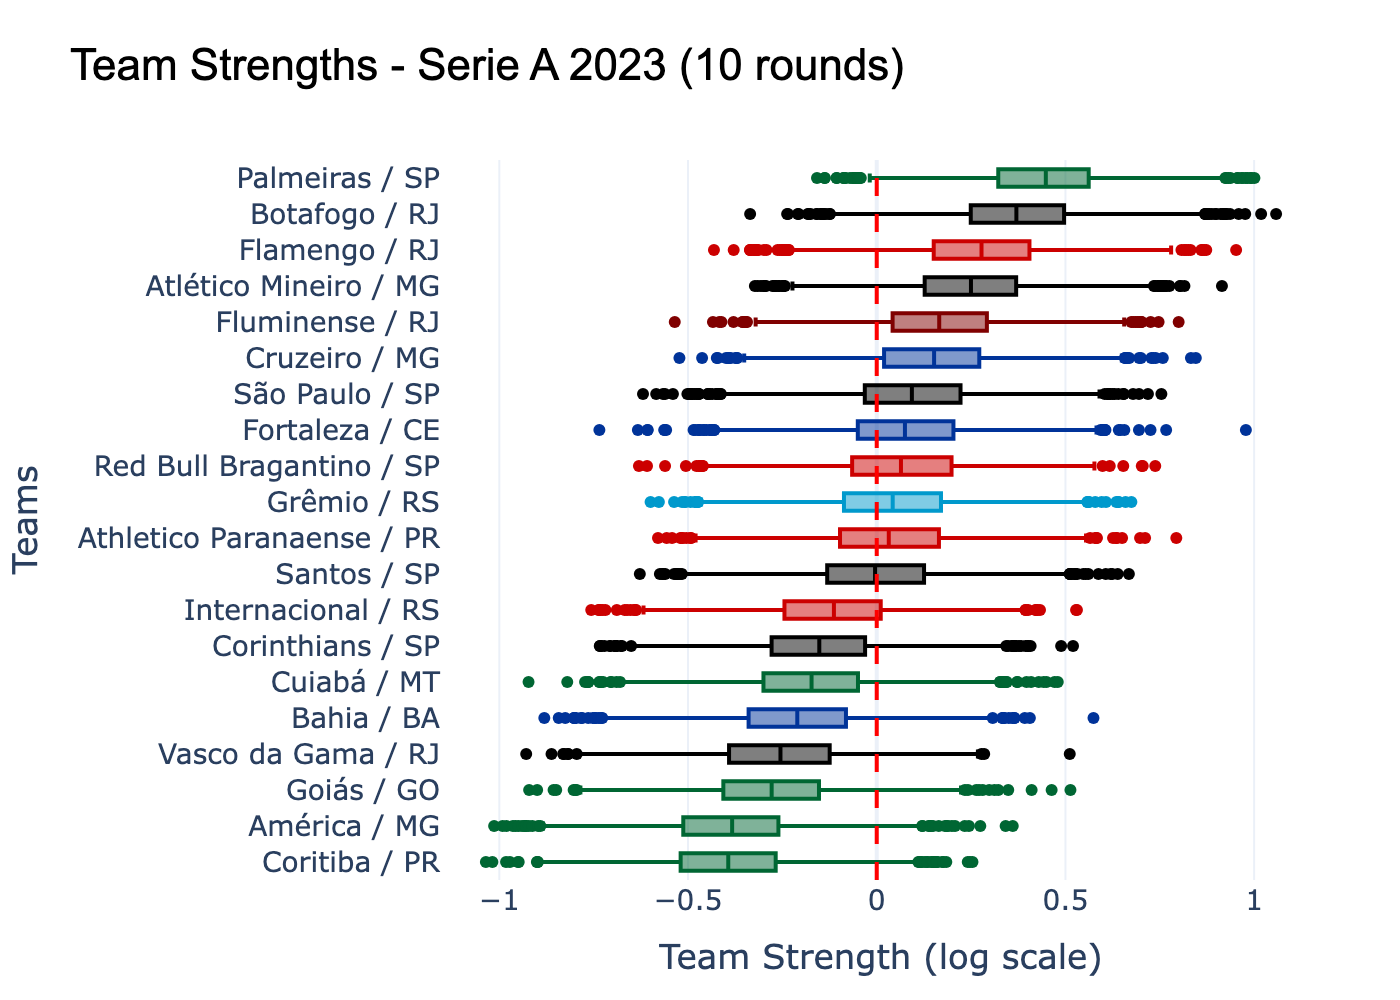 Team Strengths - Serie A 2023 (10 rounds)
Palmeiras / SP
Botafogo / RJ
Flamengo / RJ
Atlético Mineiro / MG
Fluminense / RJ
Cruzeiro / MG
São Paulo / SP
Fortaleza / CE
Red Bull Bragantino / SP
Grêmio / RS
Athletico Paranaense / PR
Santos / SP
Internacional / RS
Corinthians / SP
Cuiabá / MT
Bahia / BA
Vasco da Gama / RJ
Goiás / GO
América / MG
Coritiba / PR
Teams
−1 −0.5 0 0.5 1
Team Strength (log scale)